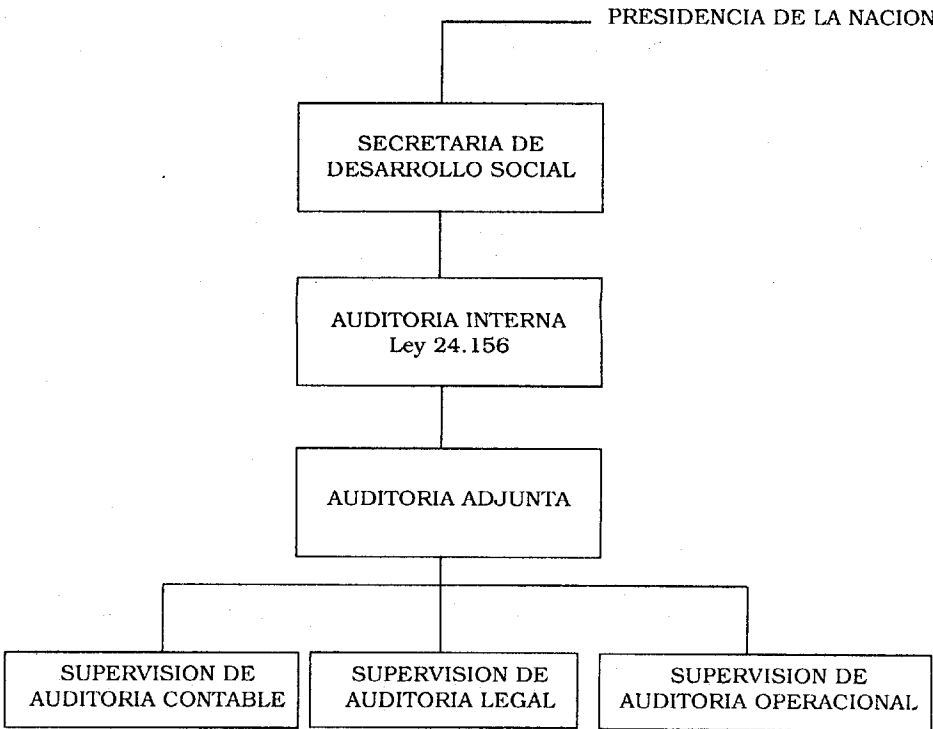 PRESIDENCIA DE LA NACION
SECRETARIA DE
DESARROLLO SOCIAL
AUDITORIA INTERNA
Ley 24.156
AUDITORIA ADJUNTA
SUPERVISION DE
AUDITORIA CONTABLE
SUPERVISION DE
AUDITORIA LEGAL
SUPERVISION DE
AUDITORIA OPERACIONAL